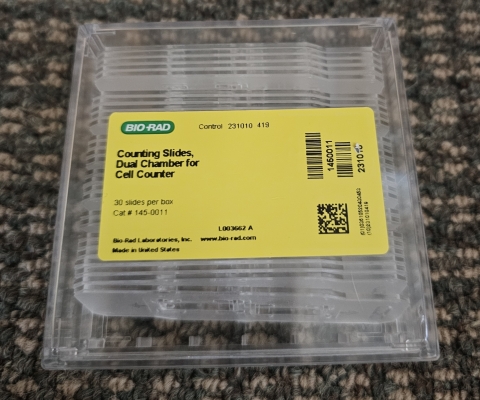 BIO-RAD
Control 231010 419
Counting Slides,
Dual Chamber for
Cell Counter
30 slides per box
Cat # 145-0011
L003662 A
Bio-Rad Laboratories, Inc. www.bio-rad.com
Made in United States
1450011